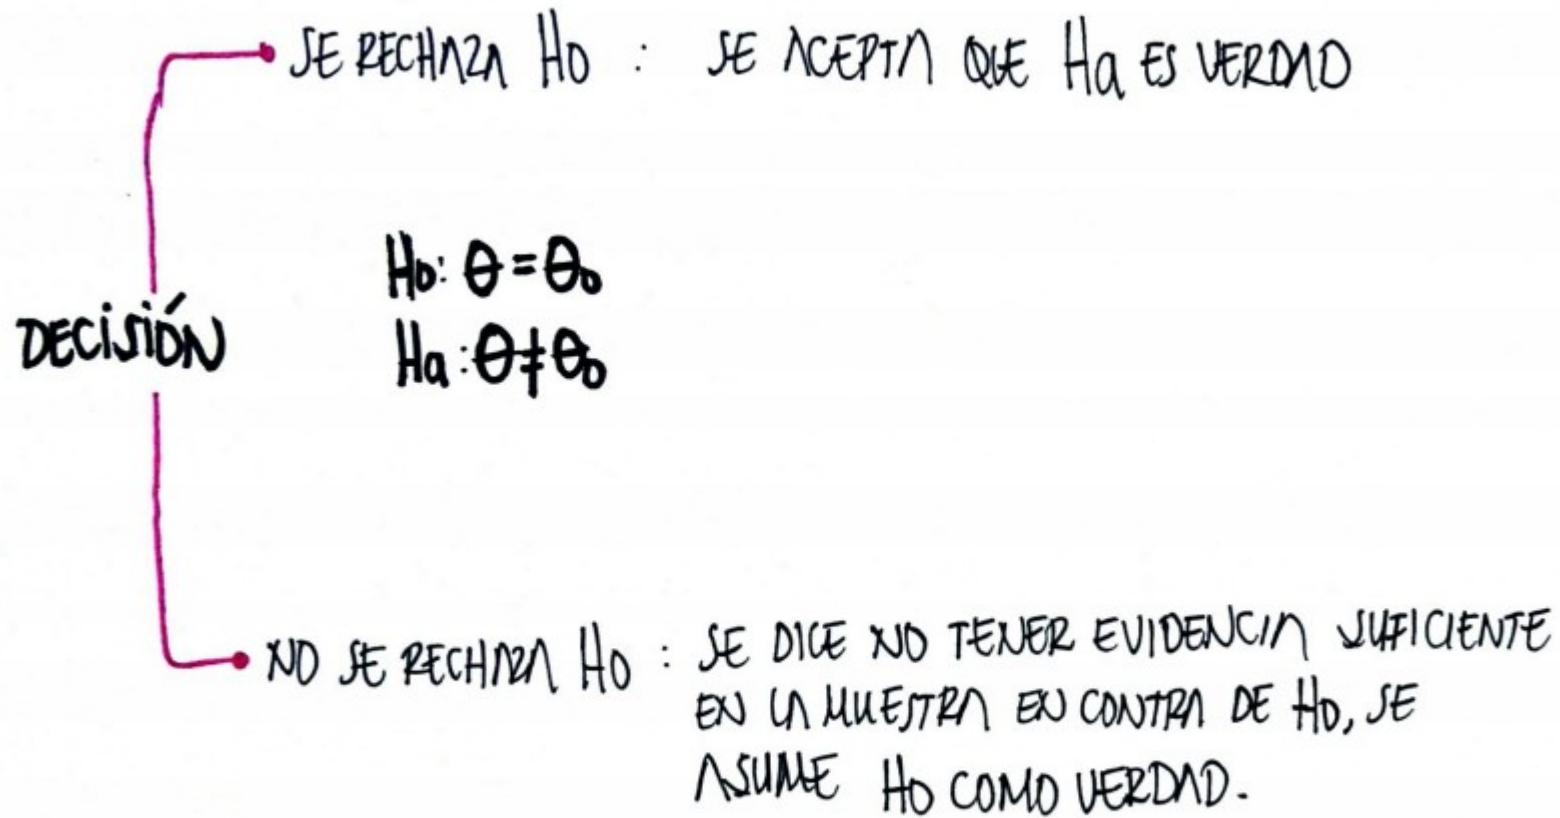 SE RECHAZA Ho : SE ACEPTA QUE Ha ES VERDAD
Ho: θ = θo
Ha: θ ≠ θo
DECISIÓN
NO SE RECHAZA Ho : SE DICE NO TENER EVIDENCIA SUFICIENTE
EN LA MUESTRA EN CONTRA DE Ho, SE
ASUME Ho COMO VERDAD.